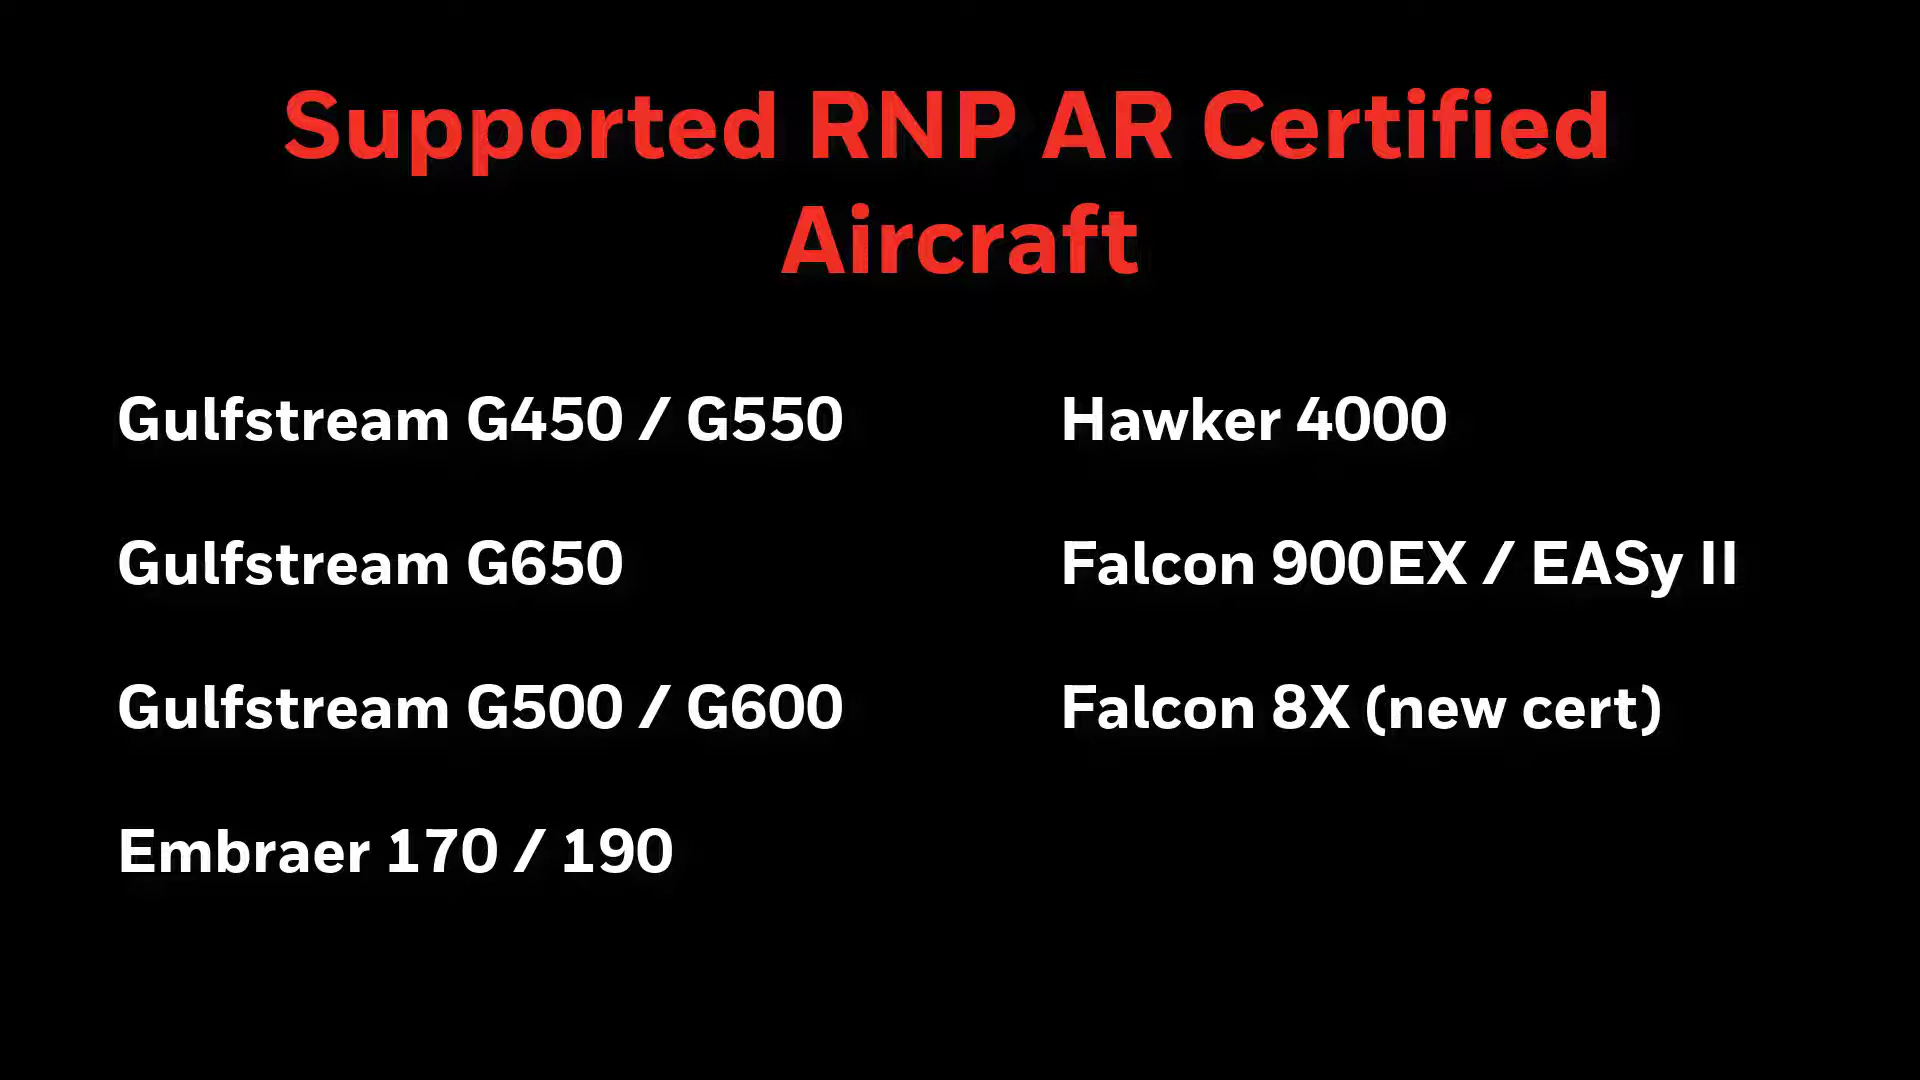 Supported RNP AR Certified
Aircraft
Gulfstream G450 / G550
Gulfstream G650
Gulfstream G500 / G600
Embraer 170 / 190
Hawker 4000
Falcon 900EX / EASy II
Falcon 8X (new cert)